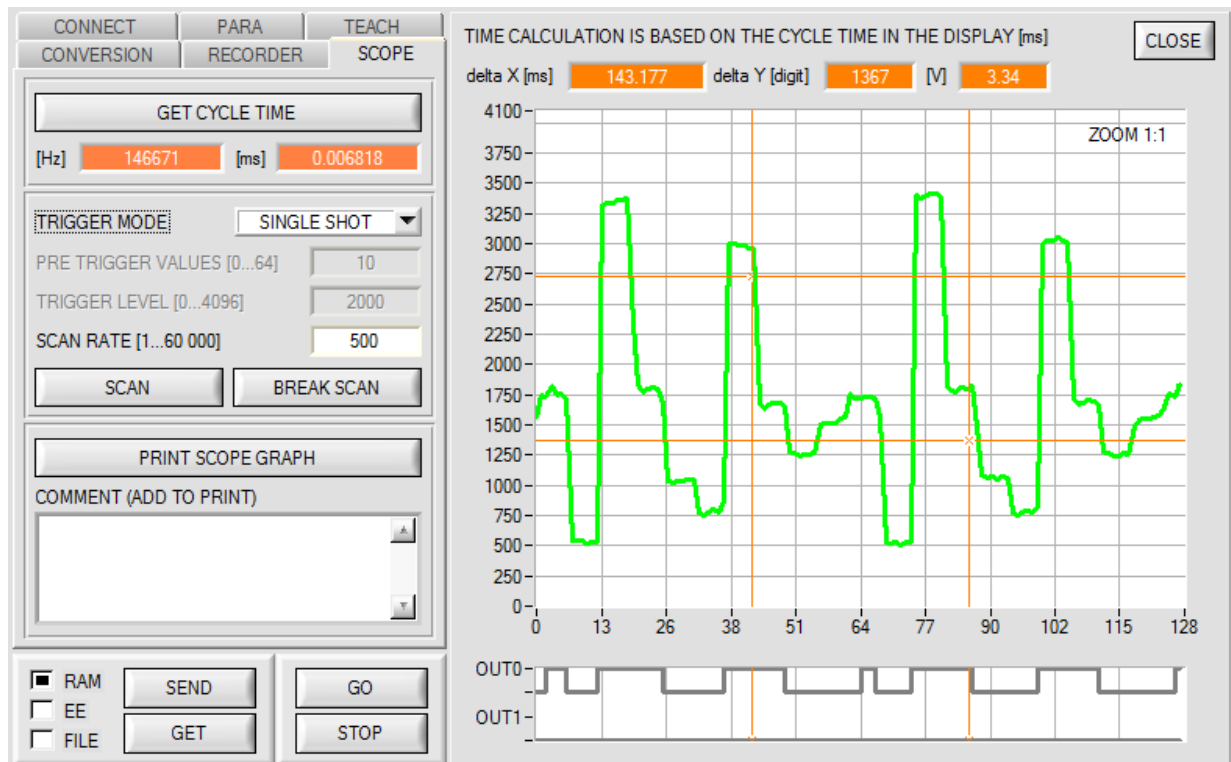 CONNECT PARA TEACH
CONVERSION RECORDER SCOPE
GET CYCLE TIME
[Hz] 146671 [ms] 0.006818
TRIGGER MODE SINGLE SHOT
PRE TRIGGER VALUES [0...64] 10
TRIGGER LEVEL [0...4096] 2000
SCAN RATE [1...60 000] 500
SCAN BREAK SCAN
PRINT SCOPE GRAPH
COMMENT (ADD TO PRINT)
RAM SEND GO
EE
FILE GET STOP
TIME CALCULATION IS BASED ON THE CYCLE TIME IN THE DISPLAY [ms] CLOSE
delta X [ms] 143.177 delta Y [digit] 1367 [V] 3.34
4100
ZOOM 1:1
3750
3500
3250
3000
2750
2500
2250
2000
1750
1500
1250
1000
750
500
250
0
0 13 26 38 51 64 77 90 102 115 128
OUT0
OUT1